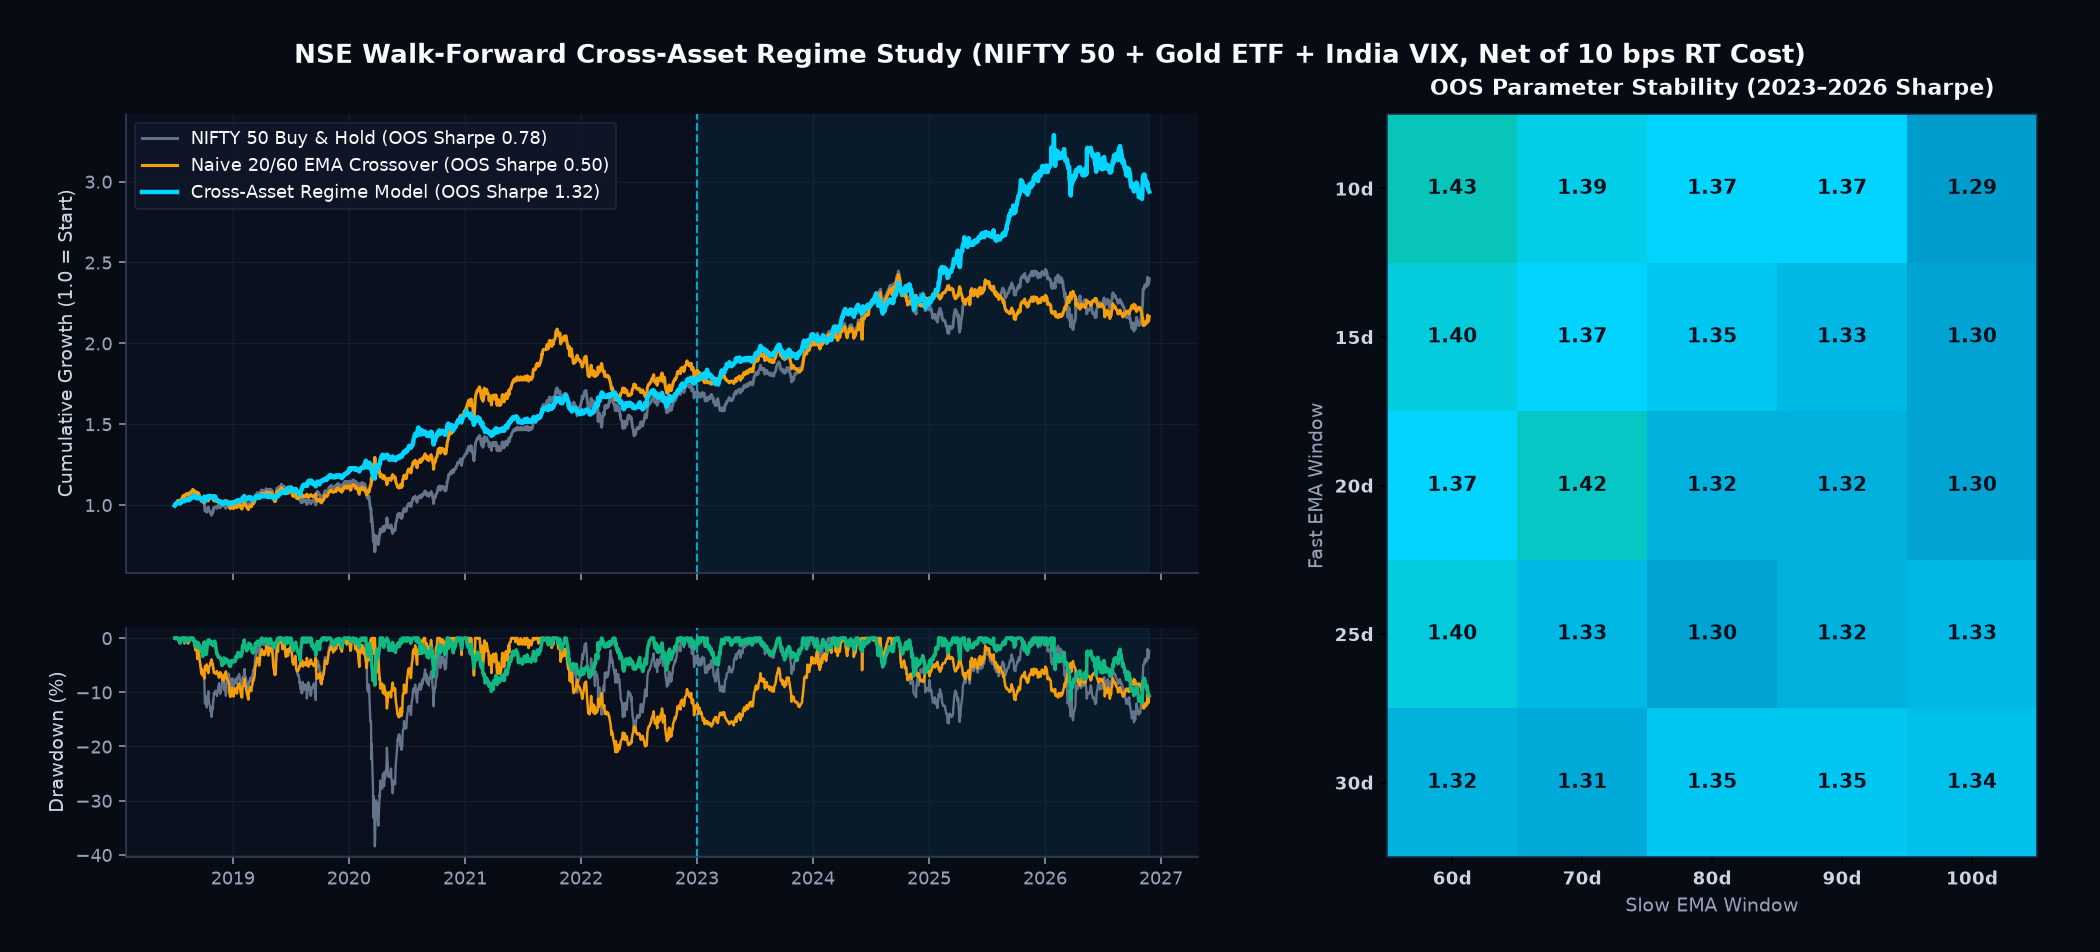 NSE Walk-Forward Cross-Asset Regime Study (NIFTY 50 + Gold ETF + India VIX, Net of 10 bps RT Cost)
NIFTY 50 Buy & Hold (OOS Sharpe 0.78)
Naive 20/60 EMA Crossover (OOS Sharpe 0.50)
Cross-Asset Regime Model (OOS Sharpe 1.32)
Cumulative Growth (1.0 = Start)
3.0
2.5
2.0
1.5
1.0
Drawdown (%)
0
−10
−20
−30
−40
2019 2020 2021 2022 2023 2024 2025 2026 2027
OOS Parameter Stability (2023–2026 Sharpe)
Fast EMA Window
10d 1.43 1.39 1.37 1.37 1.29
15d 1.40 1.37 1.35 1.33 1.30
20d 1.37 1.42 1.32 1.32 1.30
25d 1.40 1.33 1.30 1.32 1.33
30d 1.32 1.31 1.35 1.35 1.34
60d 70d 80d 90d 100d
Slow EMA Window